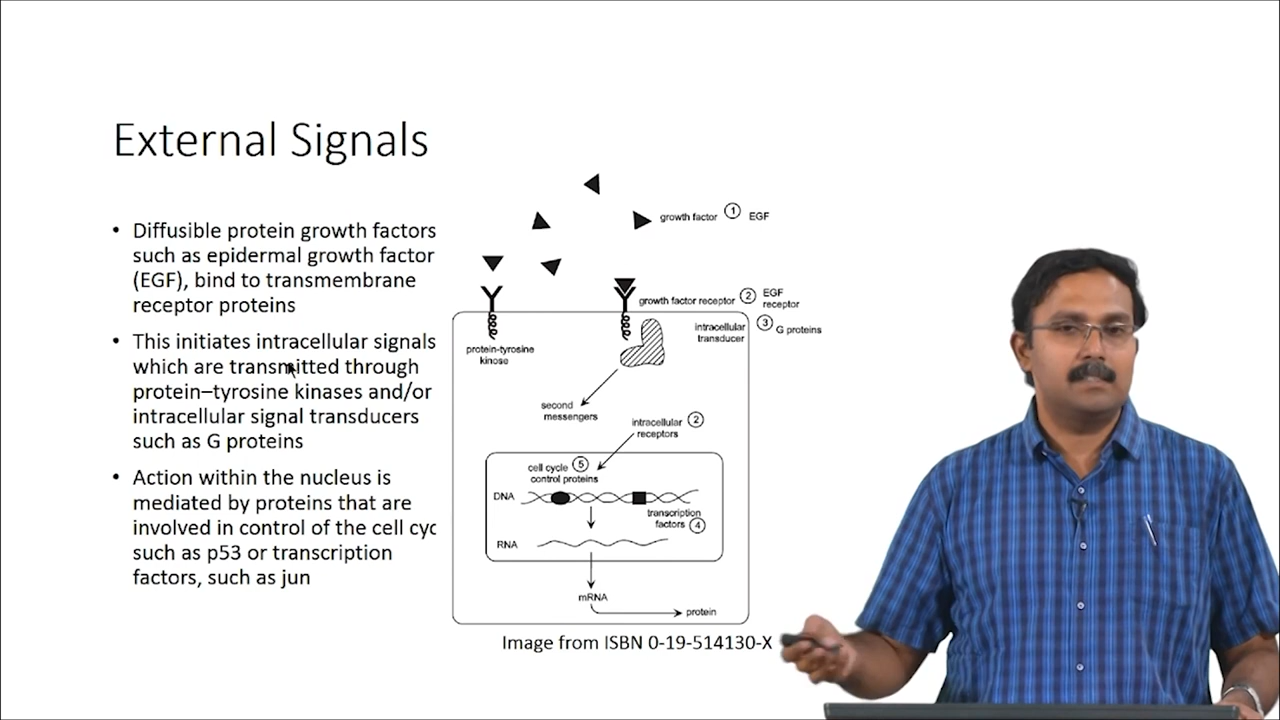 External Signals
• Diffusible protein growth factors
such as epidermal growth factor
(EGF), bind to transmembrane
receptor proteins
• This initiates intracellular signals
which are transmitted through
protein–tyrosine kinases and/or
intracellular signal transducers
such as G proteins
• Action within the nucleus is
mediated by proteins that are
involved in control of the cell cyc
such as p53 or transcription
factors, such as jun
growth factor 1 EGF
growth factor receptor 2 EGF
receptor
intracellular
transducer
3 G proteins
protein-tyrosine
kinase
second
messengers
intracellular 2
receptors
cell cycle 5
control proteins
DNA
transcription
factors 4
RNA
mRNA
protein
Image from ISBN 0-19-514130-X